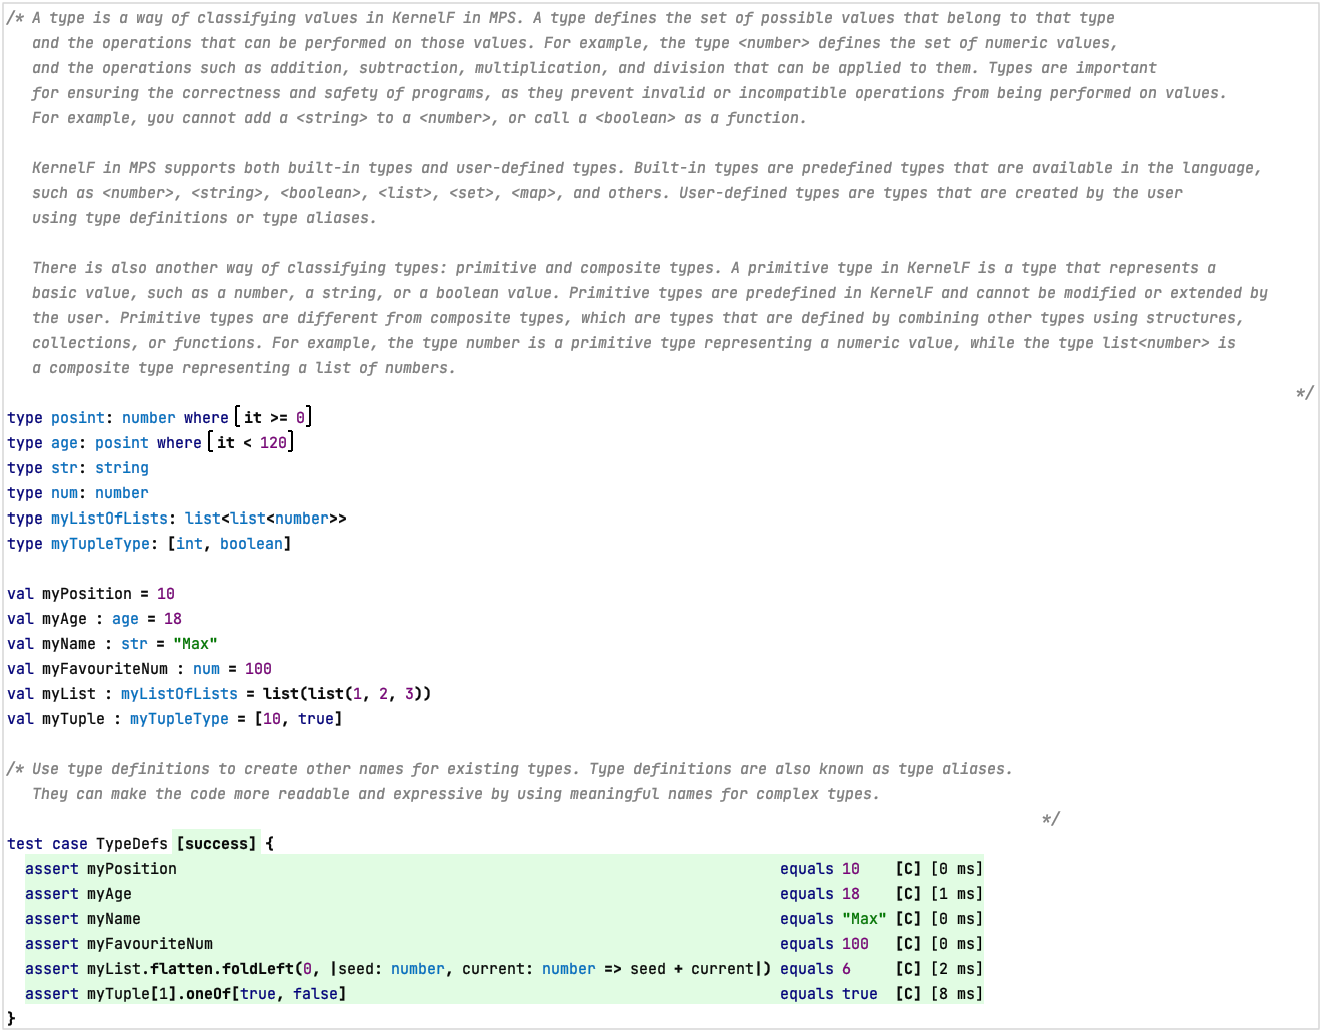 /* A type is a way of classifying values in KernelF in MPS. A type defines the set of possible values that belong to that type
and the operations that can be performed on those values. For example, the type <number> defines the set of numeric values,
and the operations such as addition, subtraction, multiplication, and division that can be applied to them. Types are important
for ensuring the correctness and safety of programs, as they prevent invalid or incompatible operations from being performed on values.
For example, you cannot add a <string> to a <number>, or call a <boolean> as a function.

KernelF in MPS supports both built-in types and user-defined types. Built-in types are predefined types that are available in the language,
such as <number>, <string>, <boolean>, <list>, <set>, <map>, and others. User-defined types are types that are created by the user
using type definitions or type aliases.

There is also another way of classifying types: primitive and composite types. A primitive type in KernelF is a type that represents a
basic value, such as a number, a string, or a boolean value. Primitive types are predefined in KernelF and cannot be modified or extended by
the user. Primitive types are different from composite types, which are types that are defined by combining other types using structures,
collections, or functions. For example, the type number is a primitive type representing a numeric value, while the type list<number> is
a composite type representing a list of numbers.
*/
type posint: number where [it >= 0]
type age: posint where [it < 120]
type str: string
type num: number
type myListOfLists: list<list<number>>
type myTupleType: [int, boolean]

val myPosition = 10
val myAge : age = 18
val myName : str = "Max"
val myFavouriteNum : num = 100
val myList : myListOfLists = list(list(1, 2, 3))
val myTuple : myTupleType = [10, true]

/* Use type definitions to create other names for existing types. Type definitions are also known as type aliases.
They can make the code more readable and expressive by using meaningful names for complex types.
*/
test case TypeDefs [success] {
assert myPosition equals 10 [C] [0 ms]
assert myAge equals 18 [C] [1 ms]
assert myName equals "Max" [C] [0 ms]
assert myFavouriteNum equals 100 [C] [0 ms]
assert myList.flatten.foldLeft(0, |seed: number, current: number => seed + current|) equals 6 [C] [2 ms]
assert myTuple[1].oneOf[true, false] equals true [C] [8 ms]
}